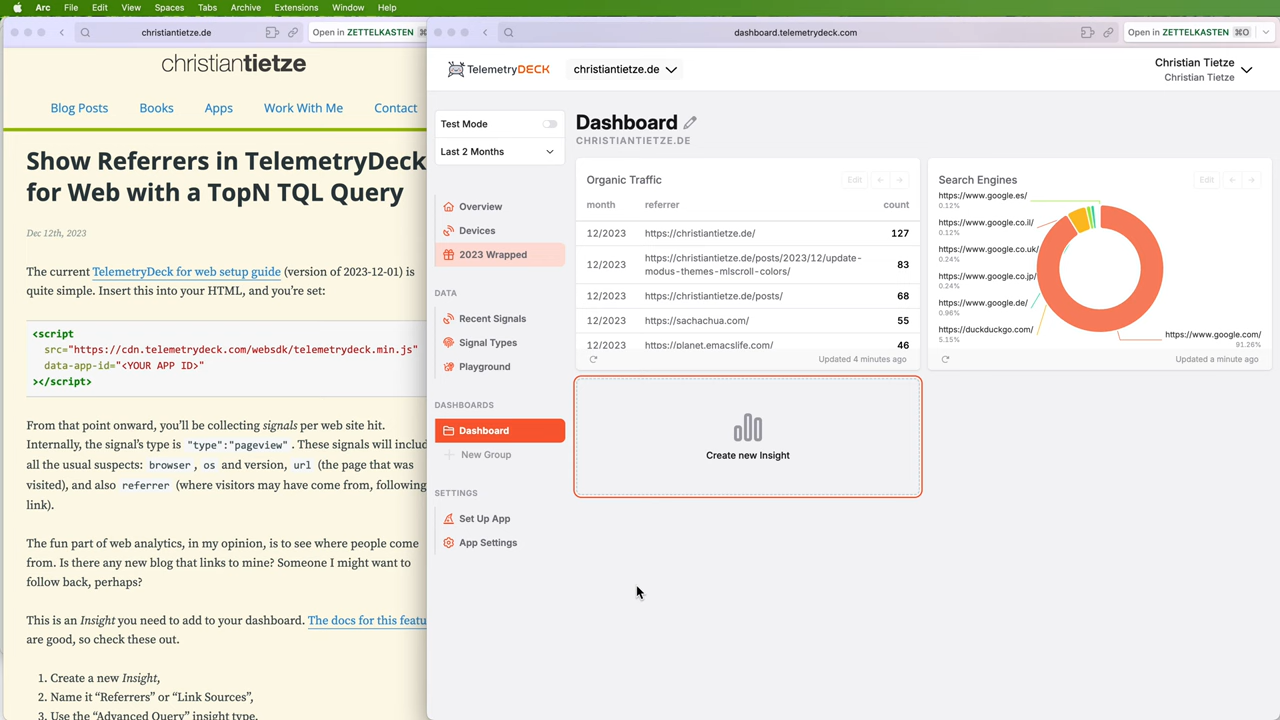 Arc File Edit View Spaces Tabs Archive Extensions Window Help
christiantietze.de
Open in ZETTELKASTEN
christiantietze
Blog Posts Books Apps Work With Me Contact
Show Referrers in TelemetryDeck
for Web with a TopN TQL Query
Dec 12th, 2023
The current TelemetryDeck for web setup guide (version of 2023-12-01) is
quite simple. Insert this into your HTML, and you’re set:
<script
src="https://cdn.telemetrydeck.com/websdk/telemetrydeck.min.js"
data-app-id="<YOUR APP ID>"
></script>
From that point onward, you’ll be collecting signals per web site hit.
Internally, the signal’s type is "type":"pageview". These signals will include
all the usual suspects: browser, os and version, url (the page that was
visited), and also referrer (where visitors may have come from, following
link).
The fun part of web analytics, in my opinion, is to see where people come
from. Is there any new blog that links to mine? Someone I might want to
follow back, perhaps?
This is an Insight you need to add to your dashboard. The docs for this featu
are good, so check these out.
1. Create a new Insight,
2. Name it “Referrers” or “Link Sources”,
3. Use the “Advanced Query” insight type.
dashboard.telemetrydeck.com
Open in ZETTELKASTEN ⌘O
TelemetryDECK
christiantietze.de
Christian Tietze
Christian Tietze
Test Mode
Last 2 Months
Overview
Devices
2023 Wrapped
DATA
Recent Signals
Signal Types
Playground
DASHBOARDS
Dashboard
New Group
SETTINGS
Set Up App
App Settings
Dashboard
CHRISTIANTIETZE.DE
Organic Traffic
Edit
month referrer count
12/2023 https://christiantietze.de/ 127
12/2023 https://christiantietze.de/posts/2023/12/update-
modus-themes-mlscroll-colors/ 83
12/2023 https://christiantietze.de/posts/ 68
12/2023 https://sachachua.com/ 55
12/2023 https://planet.emacslife.com/ 46
Updated 4 minutes ago
Search Engines
Edit
https://www.google.es/
0.12%
https://www.google.co.il/
0.12%
https://www.google.co.uk/
0.24%
https://www.google.co.jp/
0.24%
https://www.google.de/
0.96%
https://duckduckgo.com/
5.15%
https://www.google.com/
91.26%
Updated a minute ago
Create new Insight